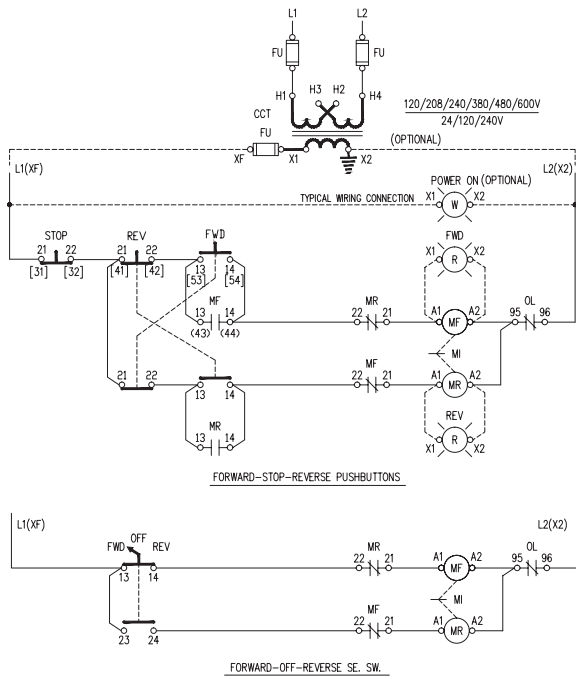 L1 L2
FU FU
H1 H3 H2 H4
120/208/240/380/480/600V
CCT
24/120/240V
FU
(OPTIONAL)
XF X1 X2
L1(XF) L2(X2)
POWER ON (OPTIONAL)
TYPICAL WIRING CONNECTION X1 W X2
STOP REV FWD FWD
21 22 21 22 X1 R X2
[31] [32] [41] [42] 13 14
[53] [54]
MF MR A1 A2 OL
13 14 22 21 MF 95 96
(43) (44)
MI
21 22 13 14 MF A1 A2
22 21 MR
MR REV
13 14 X1 R X2
FORWARD-STOP-REVERSE PUSHBUTTONS
L1(XF) L2(X2)
OFF
FWD REV MR A1 A2 OL
13 14 22 21 MF 95 96
MF MI
23 24 22 21 A1 MR A2
FORWARD-OFF-REVERSE SE. SW.